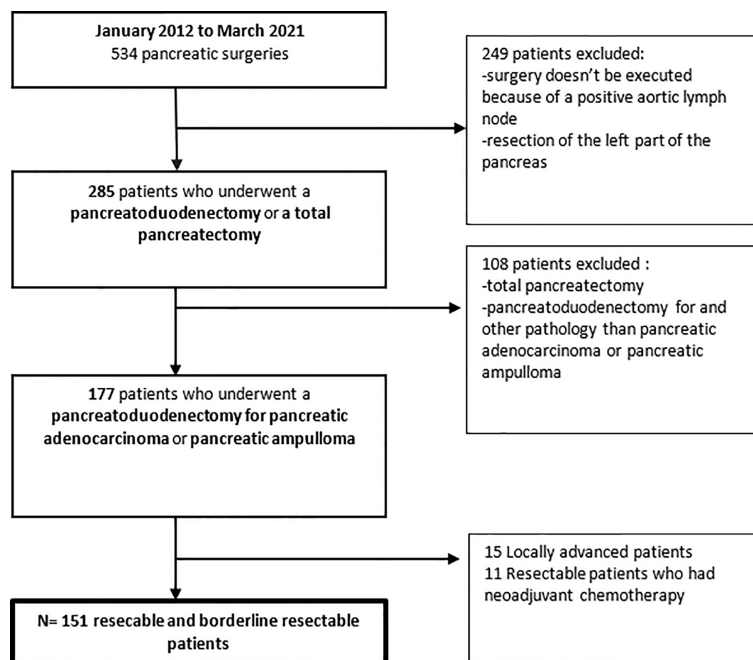 January 2012 to March 2021
534 pancreatic surgeries
249 patients excluded:
-surgery doesn't be executed
because of a positive aortic lymph
node
-resection of the left part of the
pancreas
285 patients who underwent a
pancreatoduodenectomy or a total
pancreatectomy
108 patients excluded :
-total pancreatectomy
-pancreatoduodenectomy for and
other pathology than pancreatic
adenocarcinoma or pancreatic
ampulloma
177 patients who underwent a
pancreatoduodenectomy for pancreatic
adenocarcinoma or pancreatic ampulloma
15 Locally advanced patients
11 Resectable patients who had
neoadjuvant chemotherapy
N= 151 resecable and borderline resectable
patients